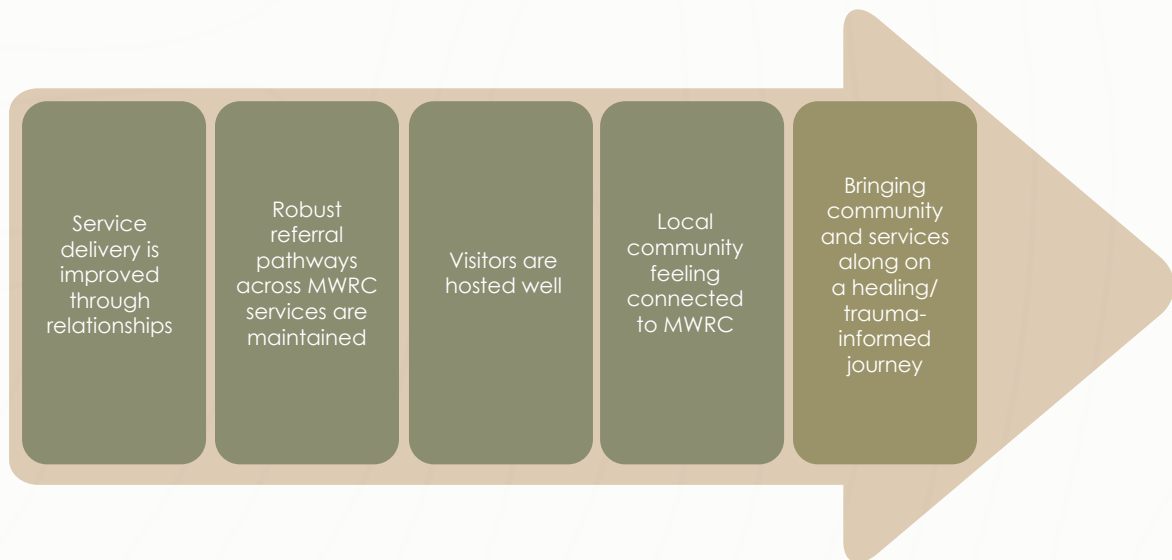 Service
delivery is
improved
through
relationships
Robust
referral
pathways
across MWRC
services are
maintained
Visitors are
hosted well
Local
community
feeling
connected
to MWRC
Bringing
community
and services
along on
a healing/
trauma-
informed
journey